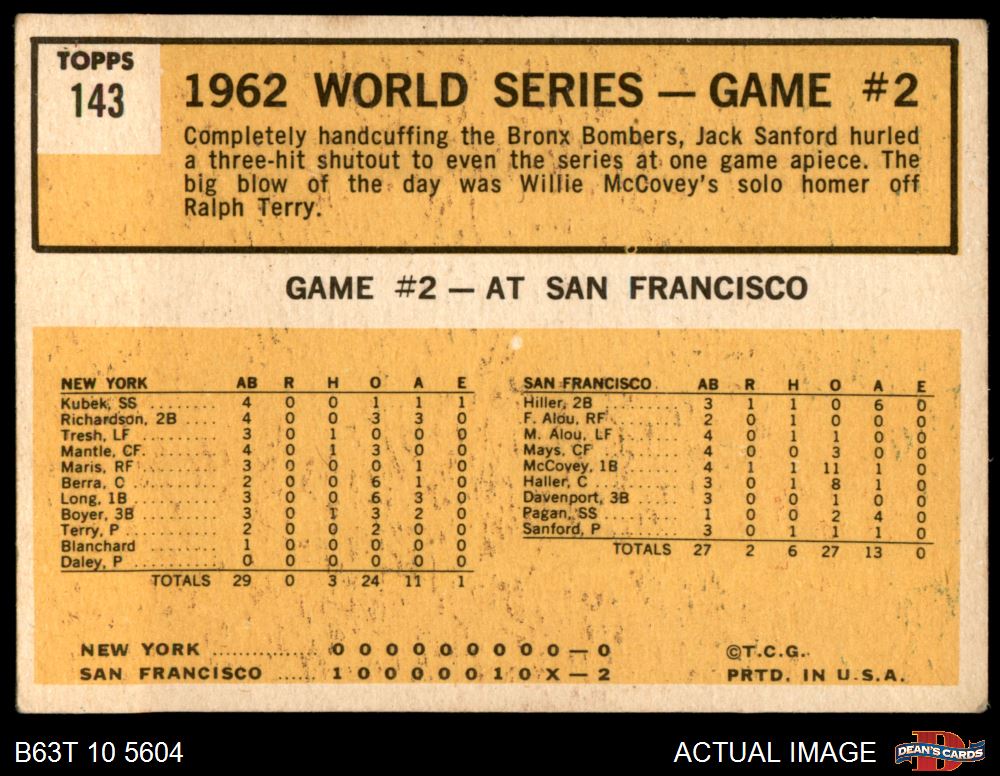 TOPPS
143
1962 WORLD SERIES — GAME #2
Completely handcuffing the Bronx Bombers, Jack Sanford hurled
a three-hit shutout to even the series at one game apiece. The
big blow of the day was Willie McCovey's solo homer off
Ralph Terry.
GAME #2 — AT SAN FRANCISCO
NEW YORK AB R H O A E
Kubek, SS ........ 4 0 0 1 1 1
Richardson, 2B .... 4 0 0 3 3 0
Tresh, LF ......... 3 0 1 0 0 0
Mantle, CF. ........ 4 0 1 3 0 0
Maris, RF ......... 3 0 0 0 1 0
Berra, C .......... 2 0 0 6 1 0
Long, 1B .......... 3 0 0 6 3 0
Boyer, 3B ......... 3 0 1 3 2 0
Terry, P .......... 2 0 0 2 0 0
Blanchard ........ 1 0 0 0 0 0
Daley, P .......... 0 0 0 0 0 0
TOTALS 29 0 3 24 11 1
SAN FRANCISCO AB R H O A E
Hiller, 2B ......... 3 1 1 0 6 0
F. Alou, RF ........ 2 0 1 0 0 0
M. Alou, LF ....... 4 0 1 1 0 0
Mays, CF .......... 4 0 0 3 0 0
McCovey, 1B ....... 4 1 1 11 1 0
Haller, C .......... 3 0 1 8 1 0
Davenport, 3B ..... 3 0 0 1 0 0
Pagan, SS ......... 1 0 0 2 4 0
Sanford, P ........ 3 0 1 1 1 0
TOTALS 27 2 6 27 13 0
NEW YORK ............. 0 0 0 0 0 0 0 0 0 — 0
SAN FRANCISCO ..... 1 0 0 0 0 0 1 0 X — 2
©T.C.G.
PRTD. IN U.S.A.
B63T 10 5604
ACTUAL IMAGE
D
DEAN'S CARDS